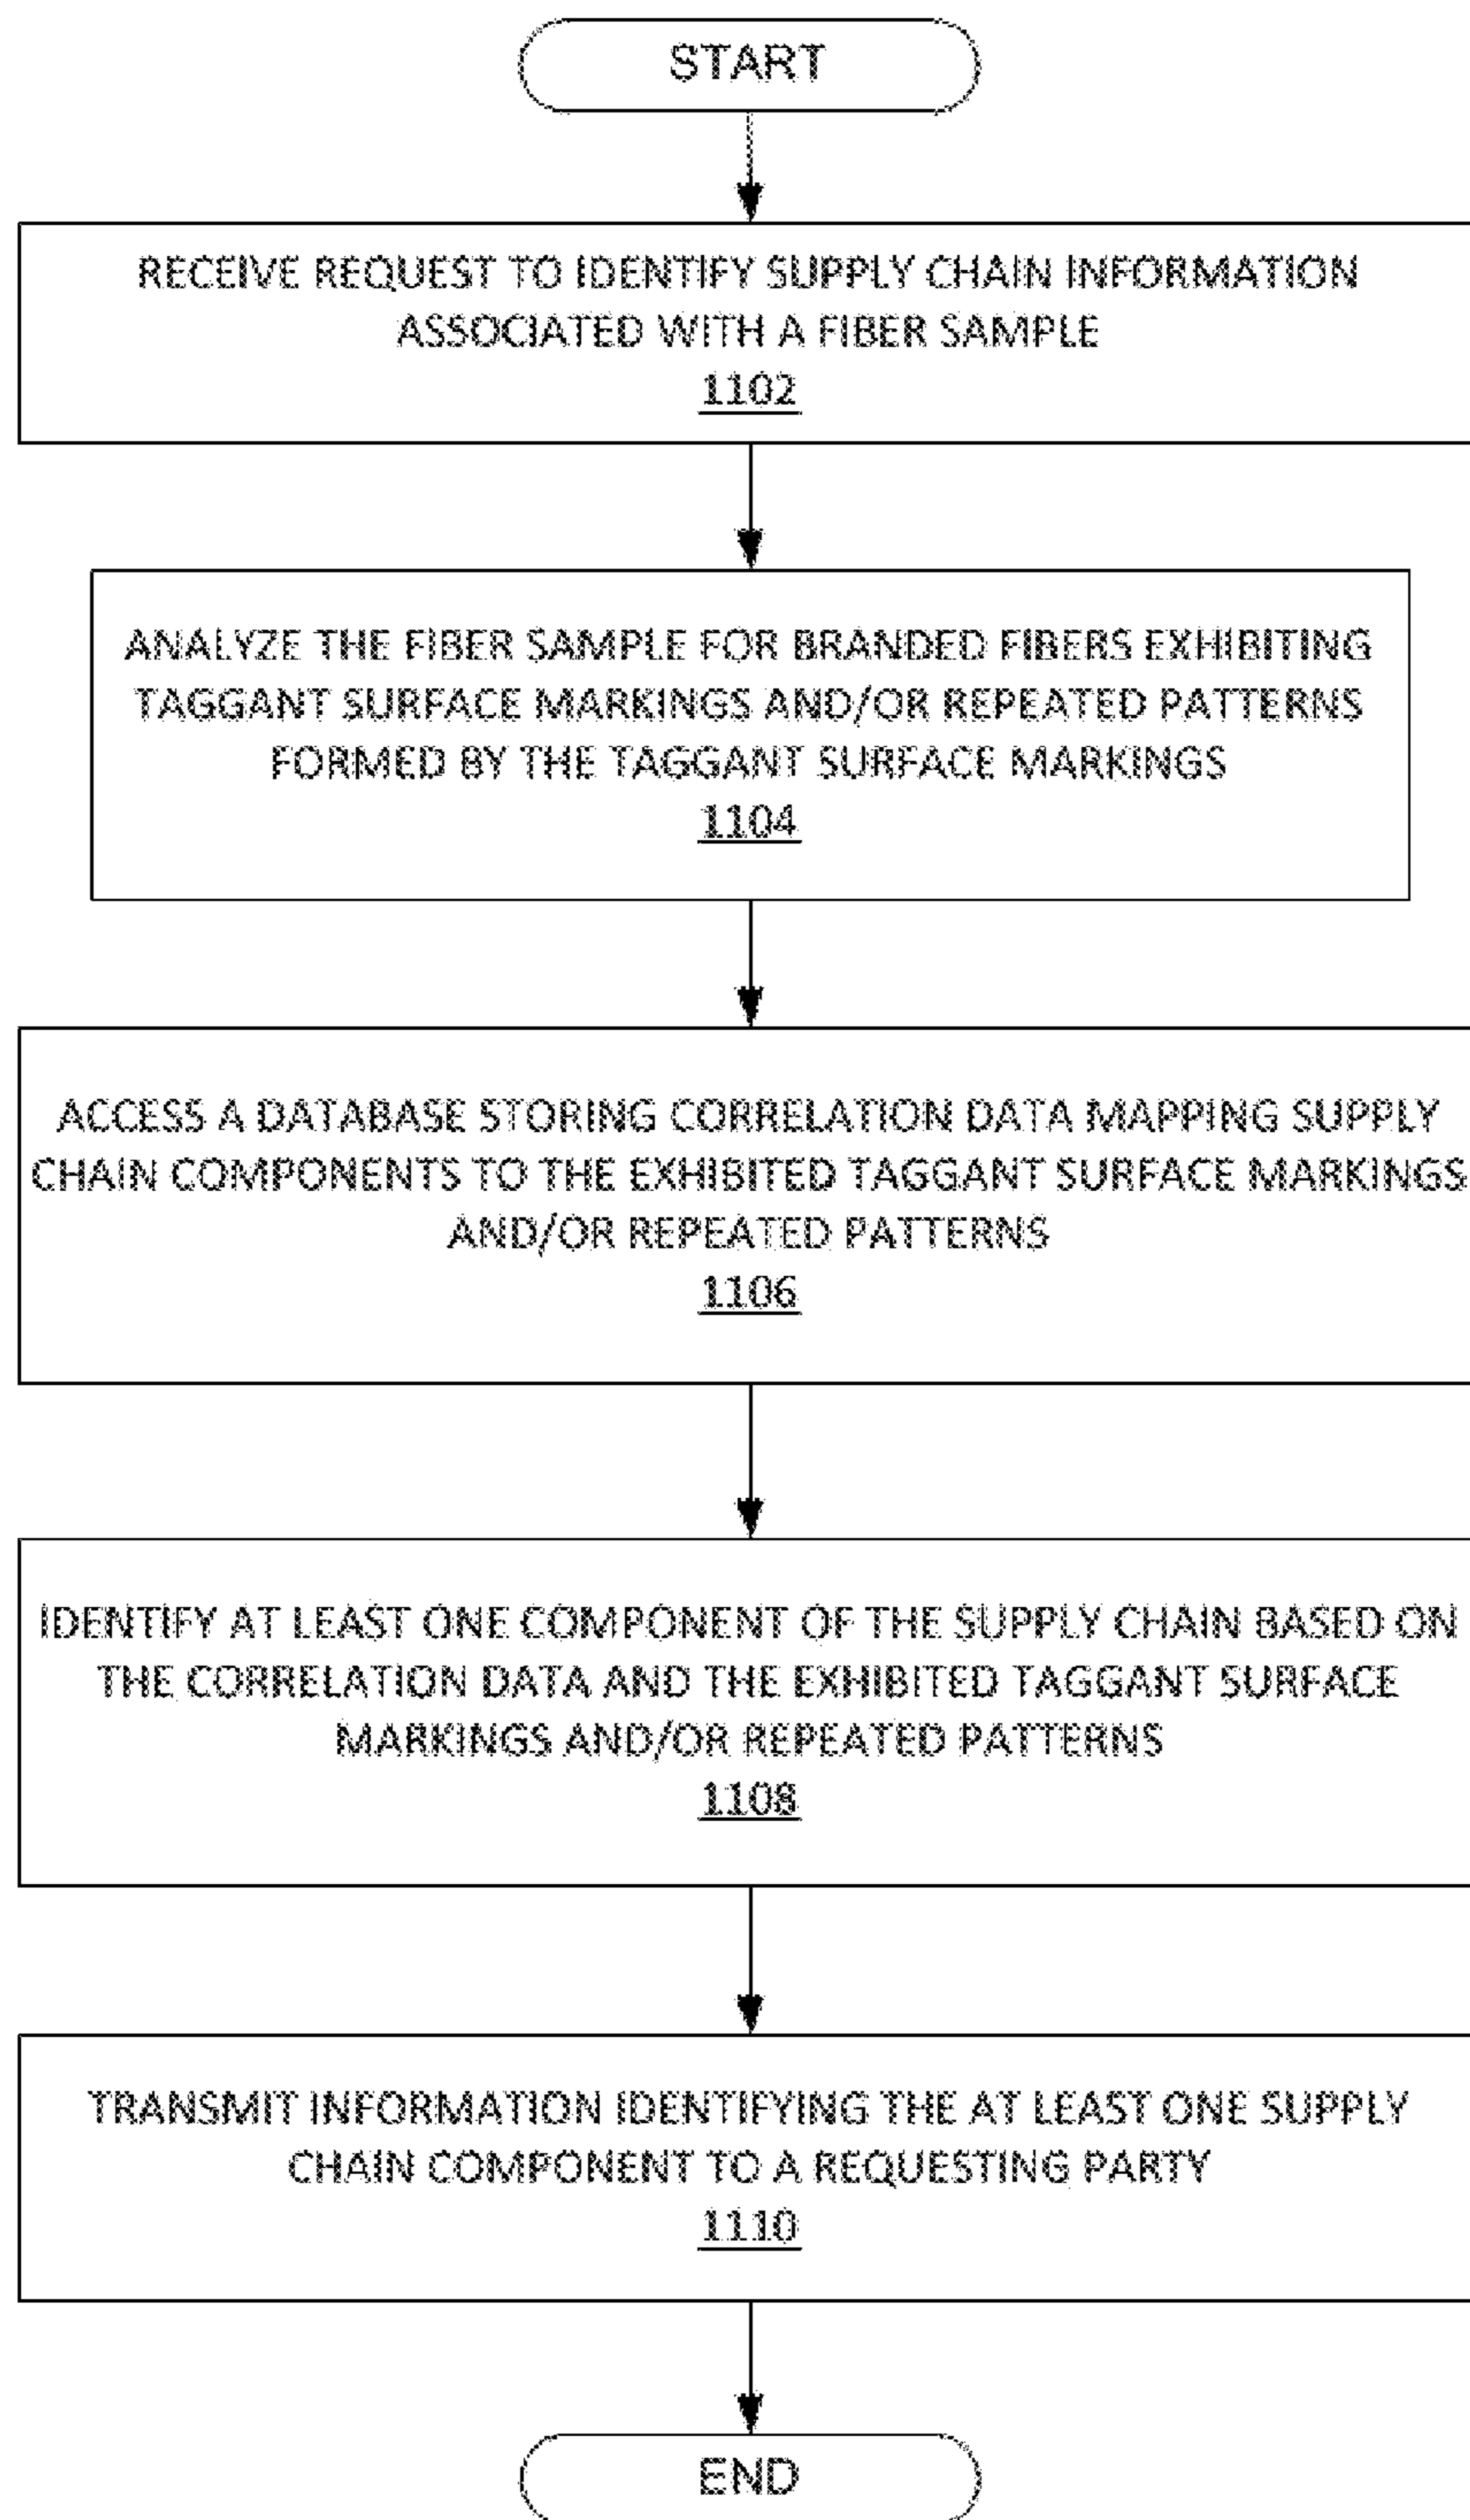 START
RECEIVE REQUEST TO IDENTIFY SUPPLY CHAIN INFORMATION
ASSOCIATED WITH A FIBER SAMPLE
1102
ANALYZE THE FIBER SAMPLE FOR BRANDED FIBERS EXHIBITING
TAGGANT SURFACE MARKINGS AND/OR REPEATED PATTERNS
FORMED BY THE TAGGANT SURFACE MARKINGS
1104
ACCESS A DATABASE STORING CORRELATION DATA MAPPING SUPPLY
CHAIN COMPONENTS TO THE EXHIBITED TAGGANT SURFACE MARKINGS
AND/OR REPEATED PATTERNS
1106
IDENTIFY AT LEAST ONE COMPONENT OF THE SUPPLY CHAIN BASED ON
THE CORRELATION DATA AND THE EXHIBITED TAGGANT SURFACE
MARKINGS AND/OR REPEATED PATTERNS
1108
TRANSMIT INFORMATION IDENTIFYING THE AT LEAST ONE SUPPLY
CHAIN COMPONENT TO A REQUESTING PARTY
1110
END